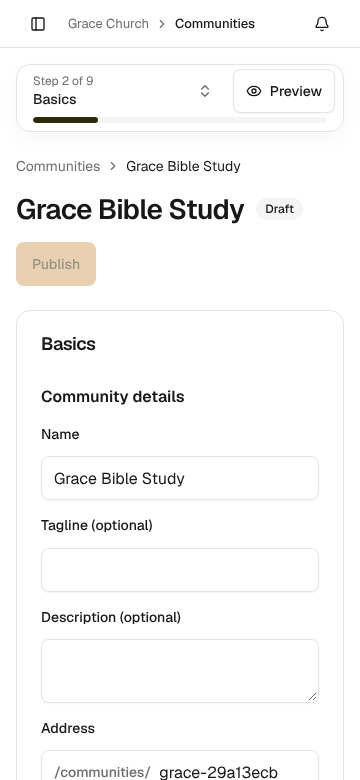 Grace Church > Communities
Step 2 of 9
Basics
Preview
Communities > Grace Bible Study
Grace Bible Study
Draft
Publish
Basics
Community details
Name
Grace Bible Study
Tagline (optional)
Description (optional)
Address
/communities/ grace-29a13ecb